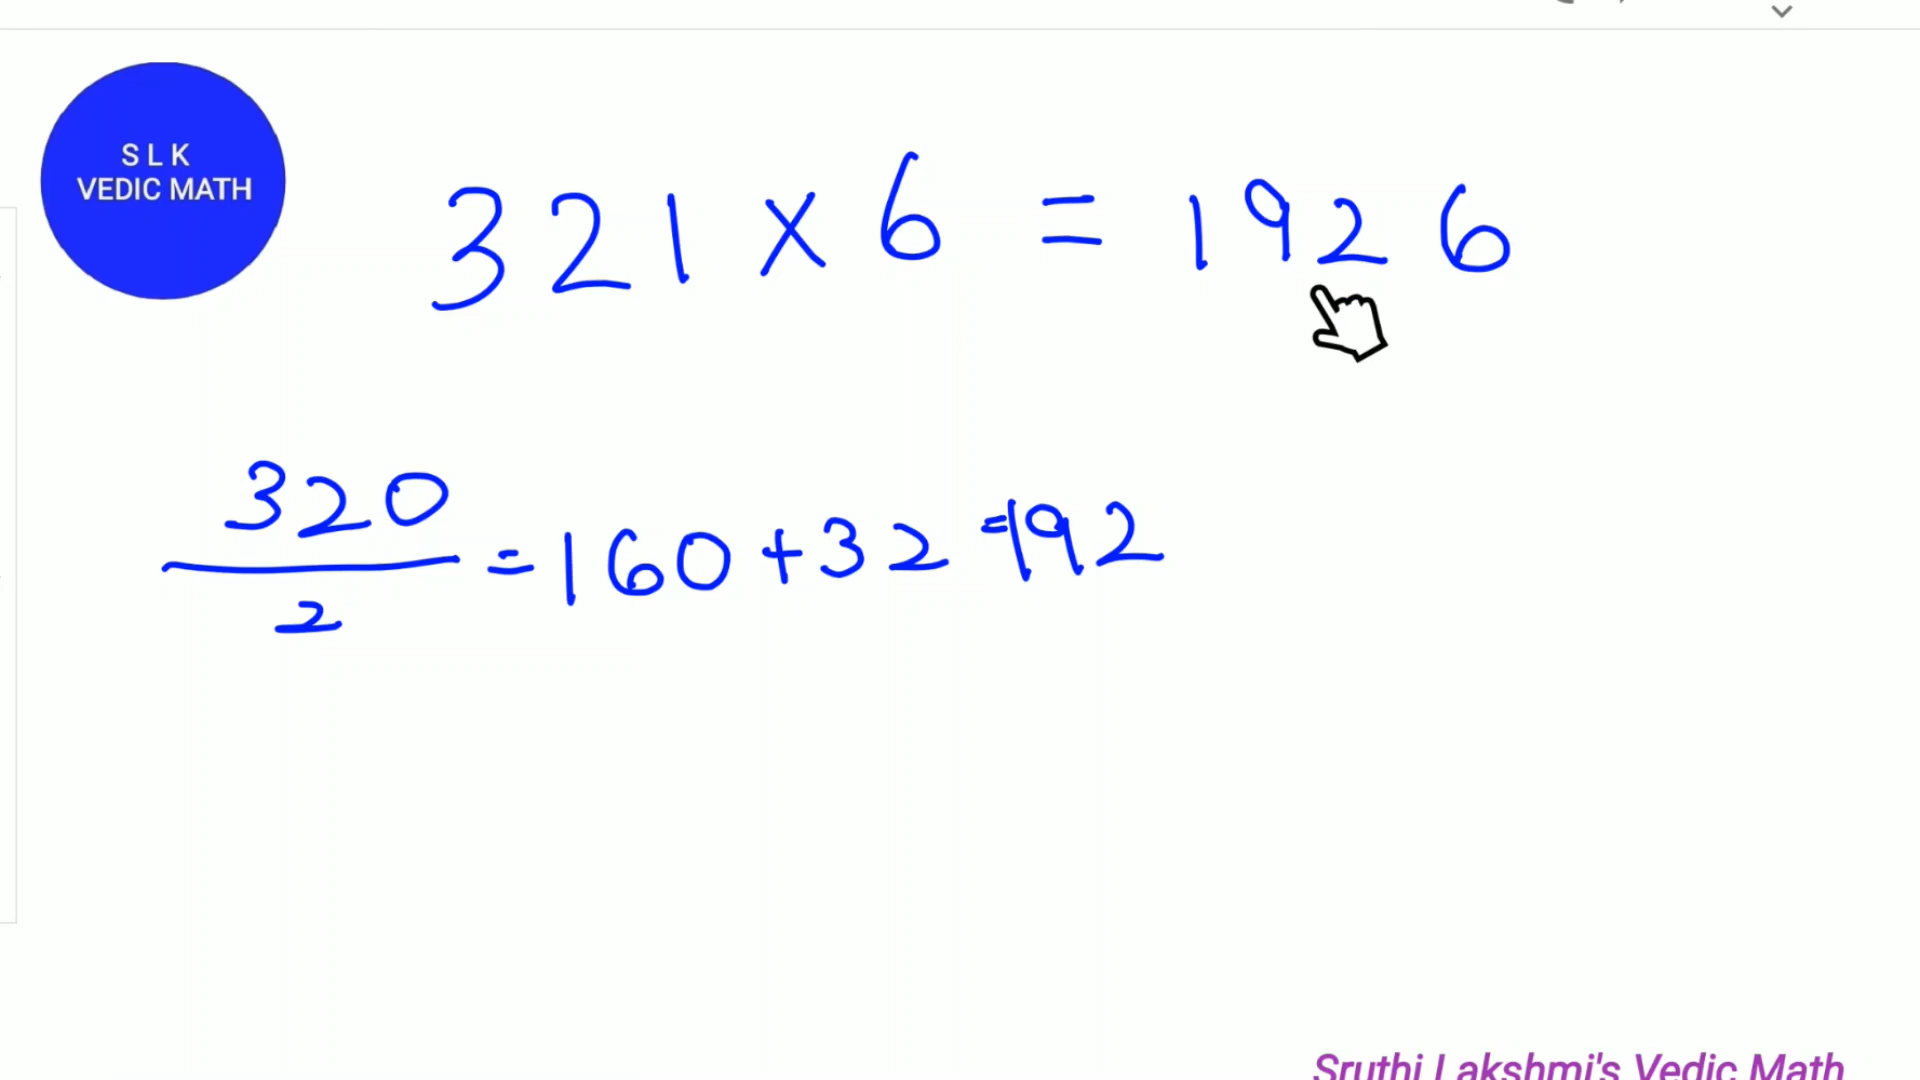 S L K
VEDIC MATH
321 × 6 = 1926
320
2
= 160 + 32 = 192
Sruthi Lakshmi's Vedic Math